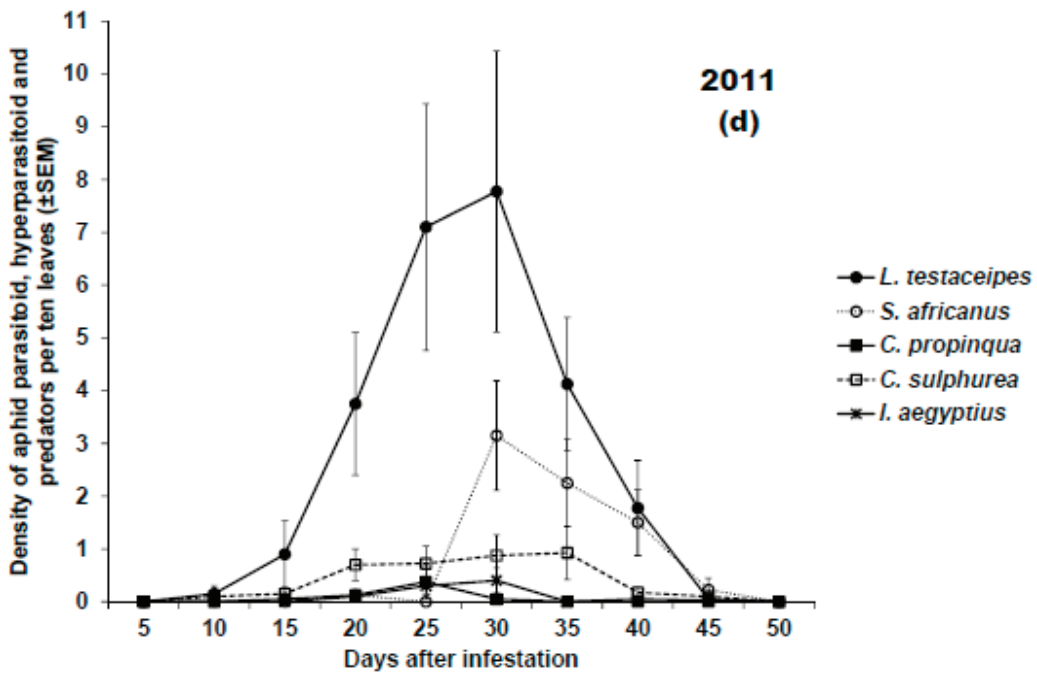 Density of aphid parasitoid, hyperparasitoid and
predators per ten leaves (±SEM)
11
10
9
8
7
6
5
4
3
2
1
0
2011
(d)
L. testaceipes
S. africanus
C. propinqua
C. sulphurea
I. aegyptius
5 10 15 20 25 30 35 40 45 50
Days after infestation